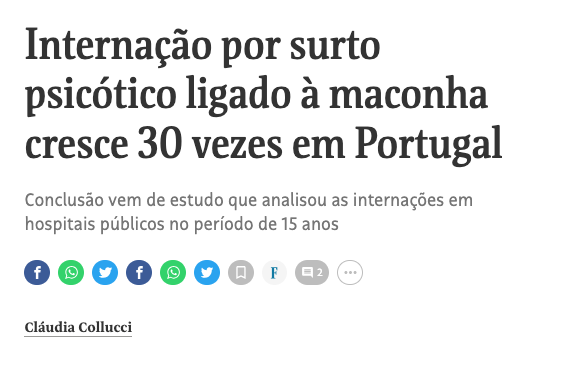 Internação por surto
psicótico ligado à maconha
cresce 30 vezes em Portugal
Conclusão vem de estudo que analisou as internações em
hospitais públicos no período de 15 anos
F 2
Cláudia Collucci